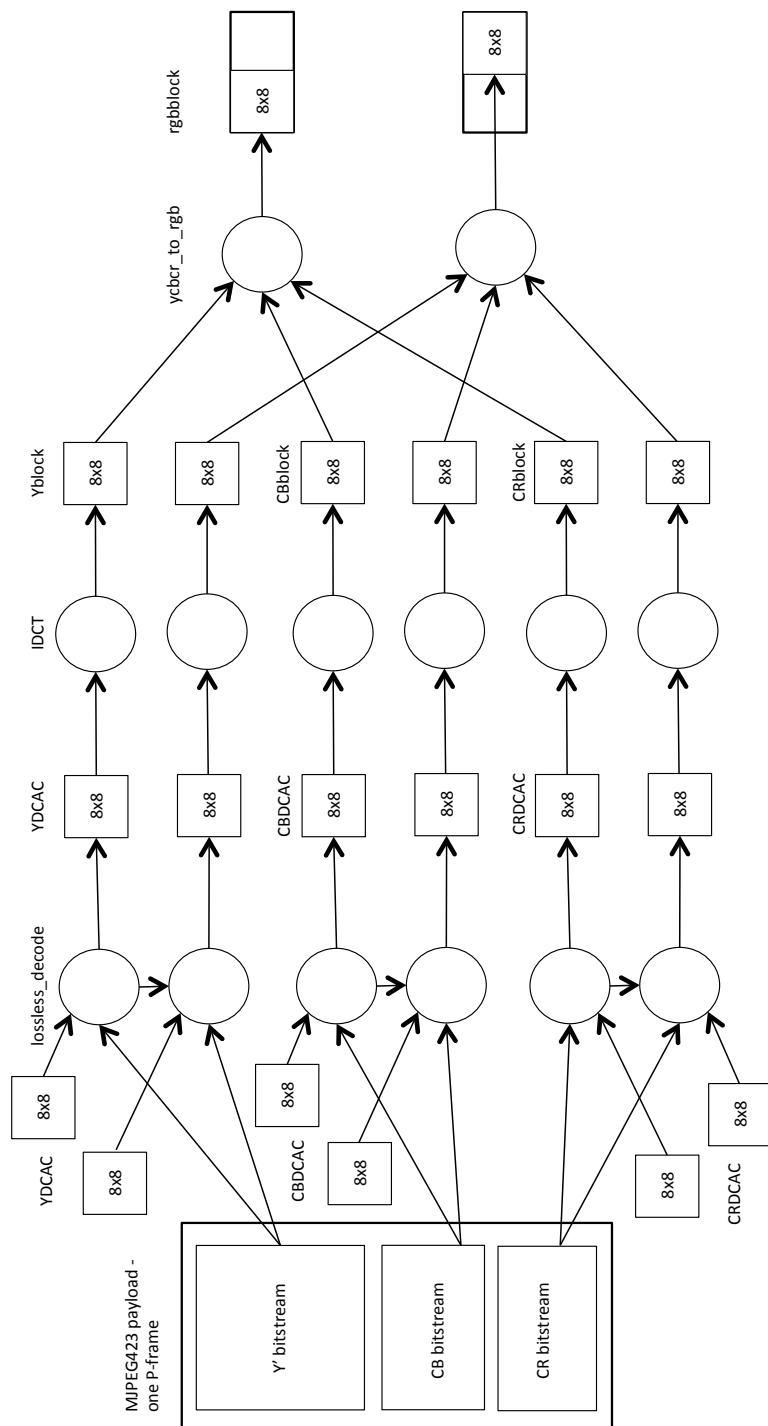 MJPEG423 payload -
one P-frame
Y' bitstream
CB bitstream
CR bitstream
YDCAC
8x8
8x8
CBDCAC
8x8
8x8
8x8
8x8
CRDCAC
lossless_decode
YDCAC
8x8
8x8
CBDCAC
8x8
8x8
CRDCAC
8x8
8x8
IDCT
Yblock
8x8
8x8
CBblock
8x8
8x8
CRblock
8x8
8x8
ycbcr_to_rgb
rgbblock
8x8
8x8